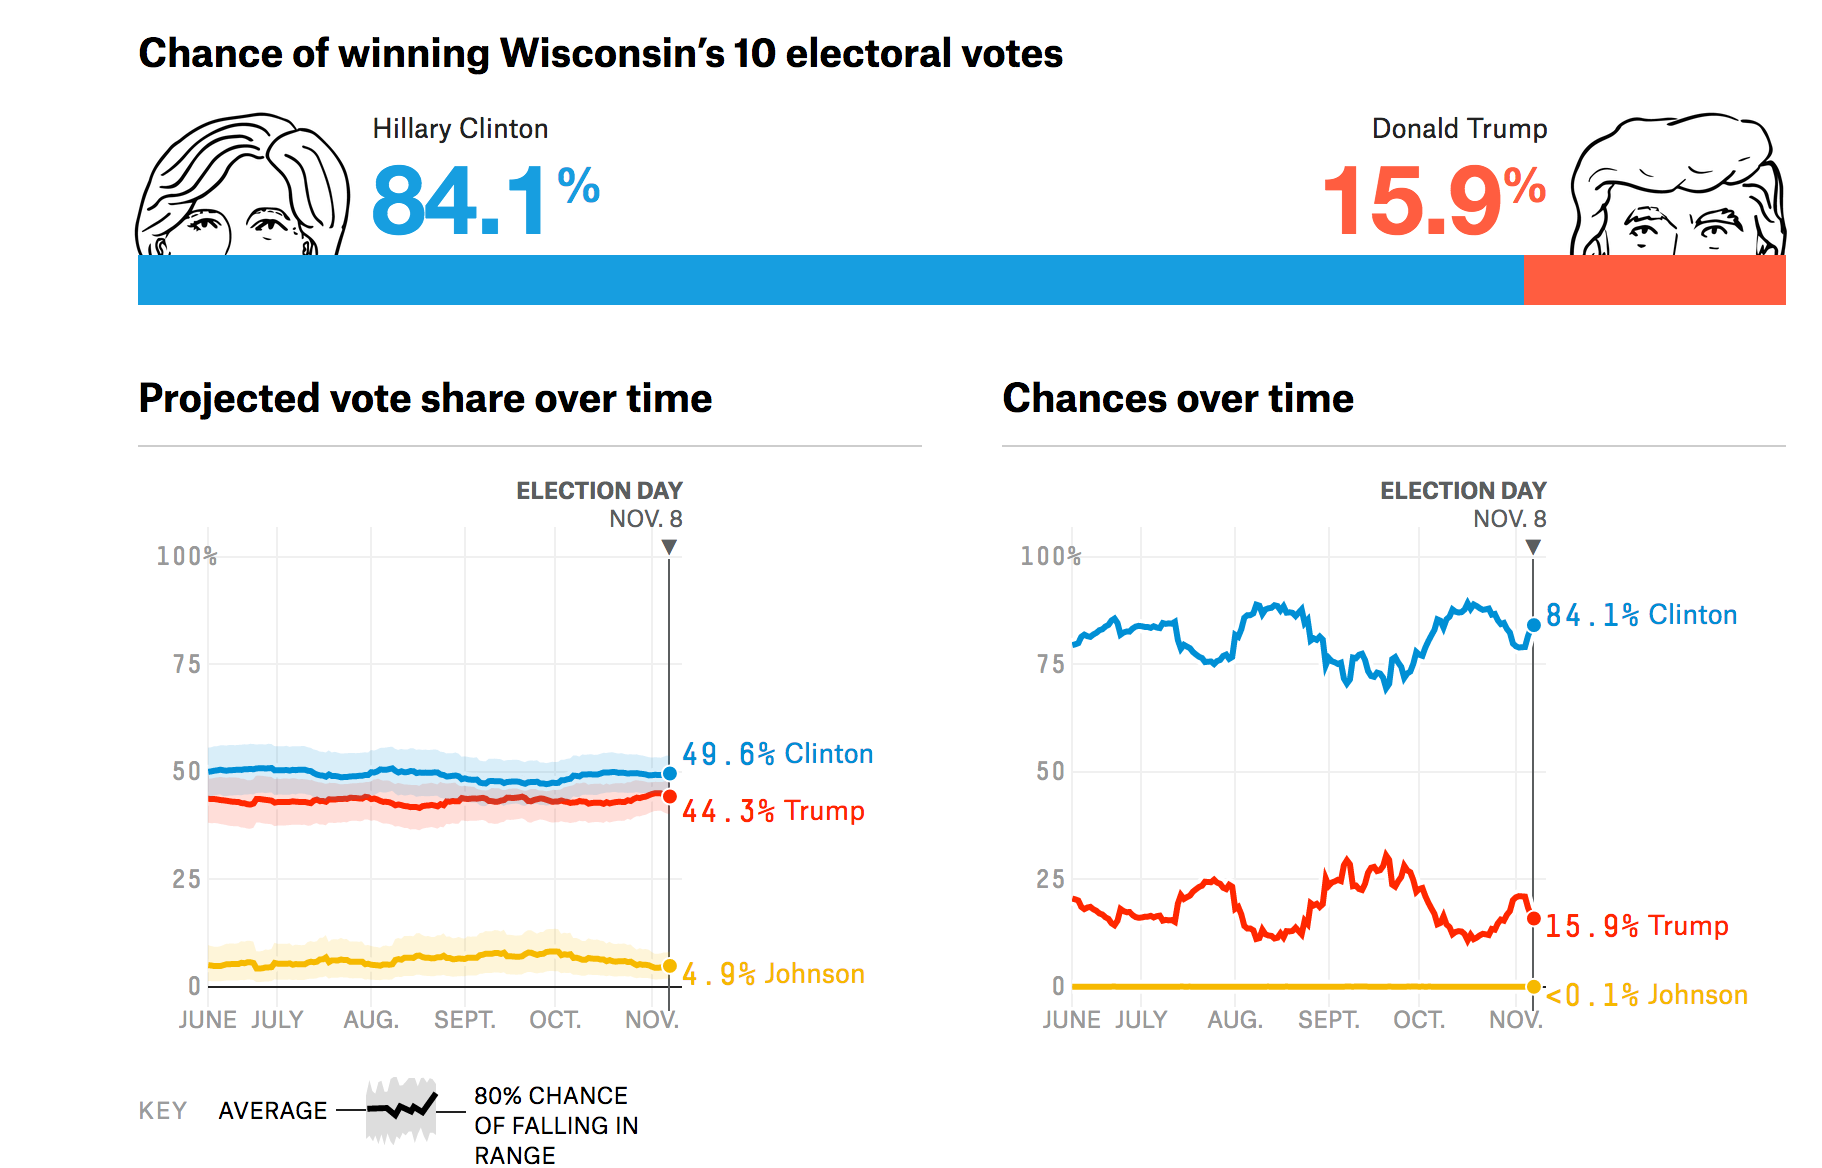 Chance of winning Wisconsin's 10 electoral votes
Hillary Clinton
84.1%
Donald Trump
15.9%
Projected vote share over time
ELECTION DAY
NOV. 8
100%
75
50
25
0
49.6% Clinton
44.3% Trump
4.9% Johnson
JUNE JULY AUG. SEPT. OCT. NOV.
KEY AVERAGE
80% CHANCE
OF FALLING IN
RANGE
Chances over time
ELECTION DAY
NOV. 8
100%
75
50
25
0
84.1% Clinton
15.9% Trump
<0.1% Johnson
JUNE JULY AUG. SEPT. OCT. NOV.